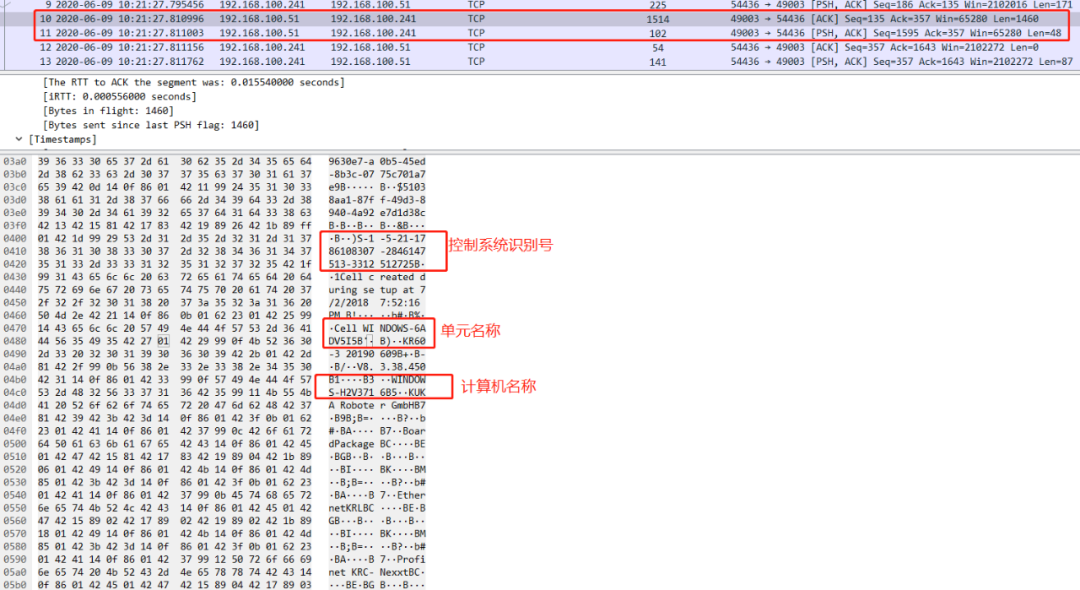 9 2020-06-09 10:21:27.795456 192.168.100.241 192.168.100.51 TCP 225 54436 → 49003 [PSH, ACK] Seq=186 Ack=135 Win=2102016 Len=171
10 2020-06-09 10:21:27.810996 192.168.100.51 192.168.100.241 TCP 1514 49003 → 54436 [ACK] Seq=135 Ack=357 Win=65280 Len=1460
11 2020-06-09 10:21:27.811003 192.168.100.51 192.168.100.241 TCP 102 49003 → 54436 [PSH, ACK] Seq=1595 Ack=357 Win=65280 Len=48
12 2020-06-09 10:21:27.811156 192.168.100.241 192.168.100.51 TCP 54 54436 → 49003 [ACK] Seq=357 Ack=1643 Win=2102272 Len=0
13 2020-06-09 10:21:27.811762 192.168.100.241 192.168.100.51 TCP 141 54436 → 49003 [PSH, ACK] Seq=357 Ack=1643 Win=2102272 Len=87
[The RTT to ACK the segment was: 0.015540000 seconds]
[iRTT: 0.000556000 seconds]
[Bytes in flight: 1460]
[Bytes sent since last PSH flag: 1460]
[Timestamps]
03a0 39 36 33 30 65 37 2d 61 30 62 35 2d 34 35 65 64 9630e7-a 0b5-45ed
03b0 2d 38 62 33 63 2d 30 37 37 35 63 37 30 31 61 37 -8b3c-07 75c701a7
03c0 65 39 42 0d 14 0f 86 01 42 11 99 24 35 31 30 33 e9B····· B··$5103
03d0 38 61 61 31 2d 38 37 66 66 2d 34 39 64 33 2d 38 8aa1-87f f-49d3-8
03e0 39 34 30 2d 34 61 39 32 65 37 64 31 64 33 38 63 940-4a92 e7d1d38c
03f0 42 13 42 15 81 42 17 83 42 19 89 26 42 1b 89 ff B·B··B·· B··&B···
0400 01 42 1d 99 29 53 2d 31 2d 35 2d 32 31 2d 31 37 ·B··)S-1 -5-21-17
0410 38 36 31 30 38 33 30 37 2d 32 38 34 36 31 34 37 86108307 -2846147
0420 35 31 33 2d 33 33 31 32 35 31 32 37 32 35 42 1f 513-3312 512725B·
0430 99 31 43 65 6c 6c 20 63 72 65 61 74 65 64 20 64 ·1Cell c reated d
0440 75 72 69 6e 67 20 73 65 74 75 70 20 61 74 20 37 uring se tup at 7
0450 2f 32 2f 32 30 31 38 20 37 3a 35 32 3a 31 36 20 /2/2018 7:52:16
0460 50 4d 2e 42 21 14 0f 86 0b 01 62 23 01 42 25 99 PM.B!··· ··b#·B%·
0470 14 43 65 6c 6c 20 57 49 4e 44 4f 57 53 2d 36 41 ·Cell WI NDOWS-6A
0480 44 56 35 49 35 42 27 01 42 29 99 0f 4b 52 36 30 DV5I5B'· B)··KR60
0490 2d 33 20 32 30 31 39 30 36 30 39 42 2b 01 42 2d -3 20190 609B+·B-
04a0 81 42 2f 99 0b 56 38 2e 33 2e 33 38 2e 34 35 30 ·B/··V8. 3.38.450
04b0 42 31 14 0f 86 01 42 33 99 0f 57 49 4e 44 4f 57 B1····B3 ··WINDOW
04c0 53 2d 48 32 56 33 37 31 36 42 35 99 11 4b 55 4b S-H2V371 6B5··KUK
04d0 41 20 52 6f 62 6f 74 65 72 20 47 6d 62 48 42 37 A Robote r GmbHB7
04e0 81 42 39 42 3b 42 3d 14 0f 86 01 42 3f 0b 01 62 ·B9B;B=· ···B?··b
04f0 23 01 42 41 14 0f 86 01 42 37 99 0c 42 6f 61 72 #·BA···· B7··Boar
0500 64 50 61 63 6b 61 67 65 42 43 14 0f 86 01 42 45 dPackage BC····BE
0510 01 42 47 42 15 81 42 17 83 42 19 89 04 42 1b 89 ·BGB··B· ·B···B··
0520 06 01 42 49 14 0f 86 01 42 4b 14 0f 86 01 42 4d ··BI···· BK····BM
0530 85 01 42 3b 42 3d 14 0f 86 01 42 3f 0b 01 62 23 ··B;B=·· ··B?··b#
0540 01 42 41 14 0f 86 01 42 37 99 0b 45 74 68 65 72 ·BA····B 7··Ether
0550 6e 65 74 4b 52 4c 42 43 14 0f 86 01 42 45 01 42 netKRLBC ····BE·B
0560 47 42 15 89 02 42 17 89 02 42 19 89 02 42 1b 89 GB···B·· ·B···B··
0570 18 01 42 49 14 0f 86 01 42 4b 14 0f 86 01 42 4d ··BI···· BK····BM
0580 85 01 42 3b 42 3d 14 0f 86 01 42 3f 0b 01 62 23 ··B;B=·· ··B?··b#
0590 01 42 41 14 0f 86 01 42 37 99 12 50 72 6f 66 69 ·BA····B 7··Profi
05a0 6e 65 74 20 4b 52 43 2d 4e 65 78 78 74 42 43 14 net KRC- NexxtBC·
05b0 0f 86 01 42 45 01 42 47 42 15 89 04 42 17 89 03 ···BE·BG B···B···
控制系统识别号
单元名称
计算机名称